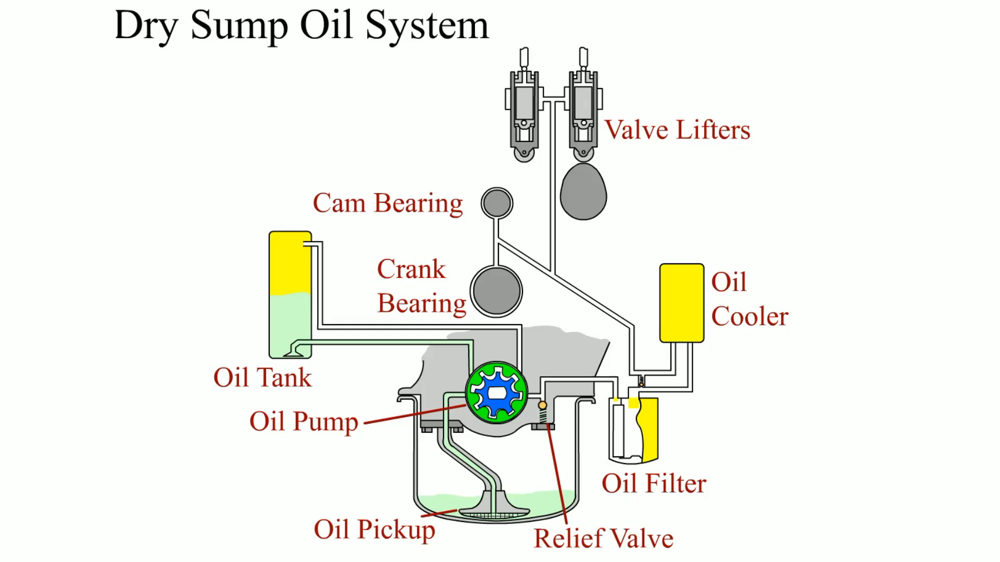 Dry Sump Oil System
Valve Lifters
Cam Bearing
Crank
Bearing
Oil
Cooler
Oil Tank
Oil Pump
Oil Filter
Oil Pickup
Relief Valve